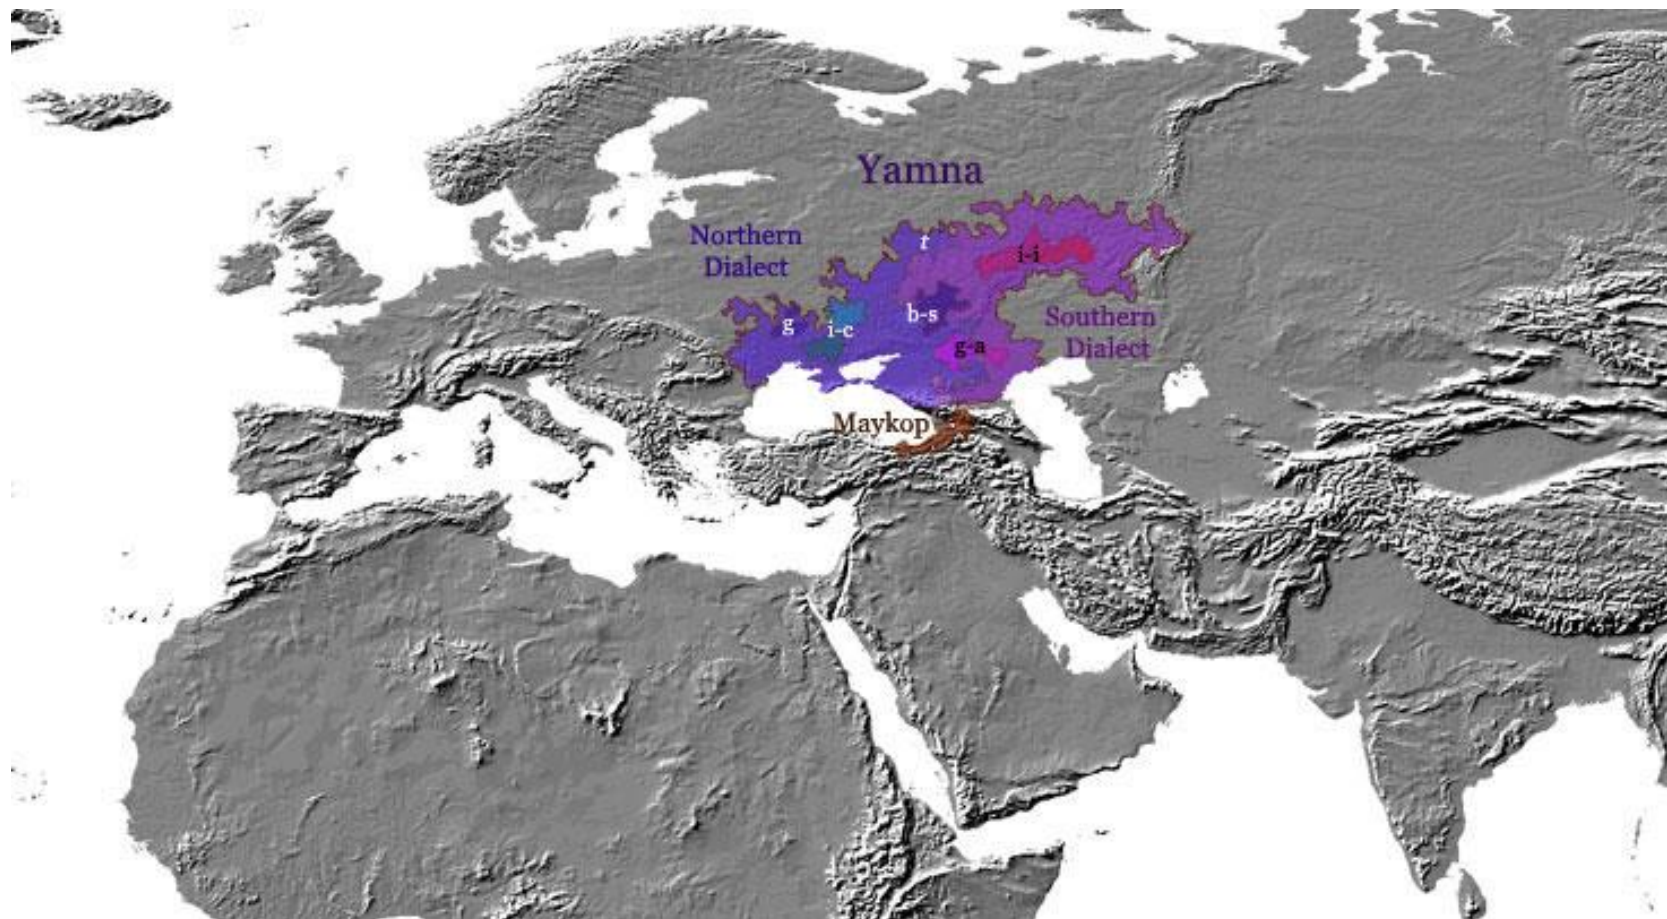 Yamna
Northern
Dialect
t
i-i
g
i-c
b-s
Southern
Dialect
g-a
Maykop